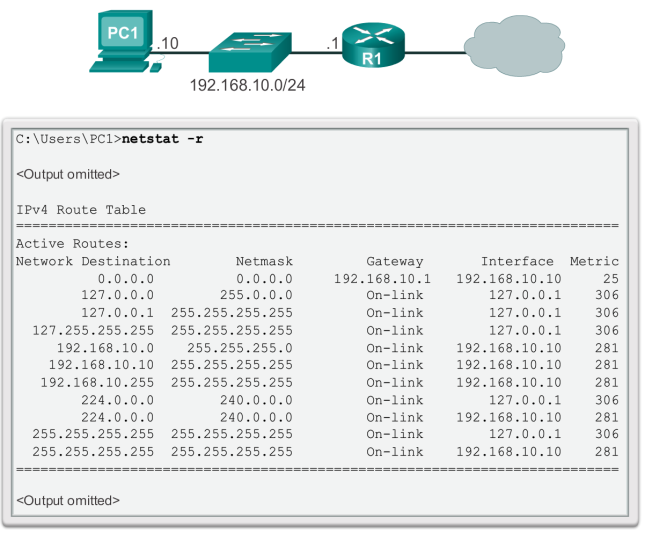 PC1
.10
.1
R1
192.168.10.0/24
C:\Users\PC1>netstat -r
<Output omitted>
IPv4 Route Table
===========================================================================
Active Routes:
Network Destination Netmask Gateway Interface Metric
0.0.0.0 0.0.0.0 192.168.10.1 192.168.10.10 25
127.0.0.0 255.0.0.0 On-link 127.0.0.1 306
127.0.0.1 255.255.255.255 On-link 127.0.0.1 306
127.255.255.255 255.255.255.255 On-link 127.0.0.1 306
192.168.10.0 255.255.255.0 On-link 192.168.10.10 281
192.168.10.10 255.255.255.255 On-link 192.168.10.10 281
192.168.10.255 255.255.255.255 On-link 192.168.10.10 281
224.0.0.0 240.0.0.0 On-link 127.0.0.1 306
224.0.0.0 240.0.0.0 On-link 192.168.10.10 281
255.255.255.255 255.255.255.255 On-link 127.0.0.1 306
255.255.255.255 255.255.255.255 On-link 192.168.10.10 281
===========================================================================
<Output omitted>